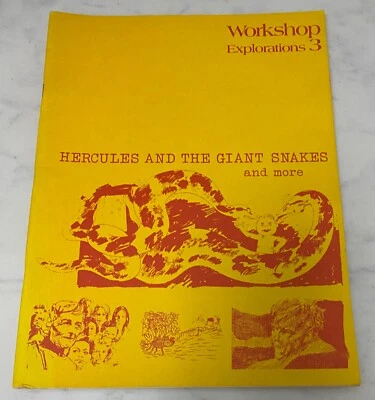 Workshop
Explorations 3
HERCULES AND THE GIANT SNAKES
and more